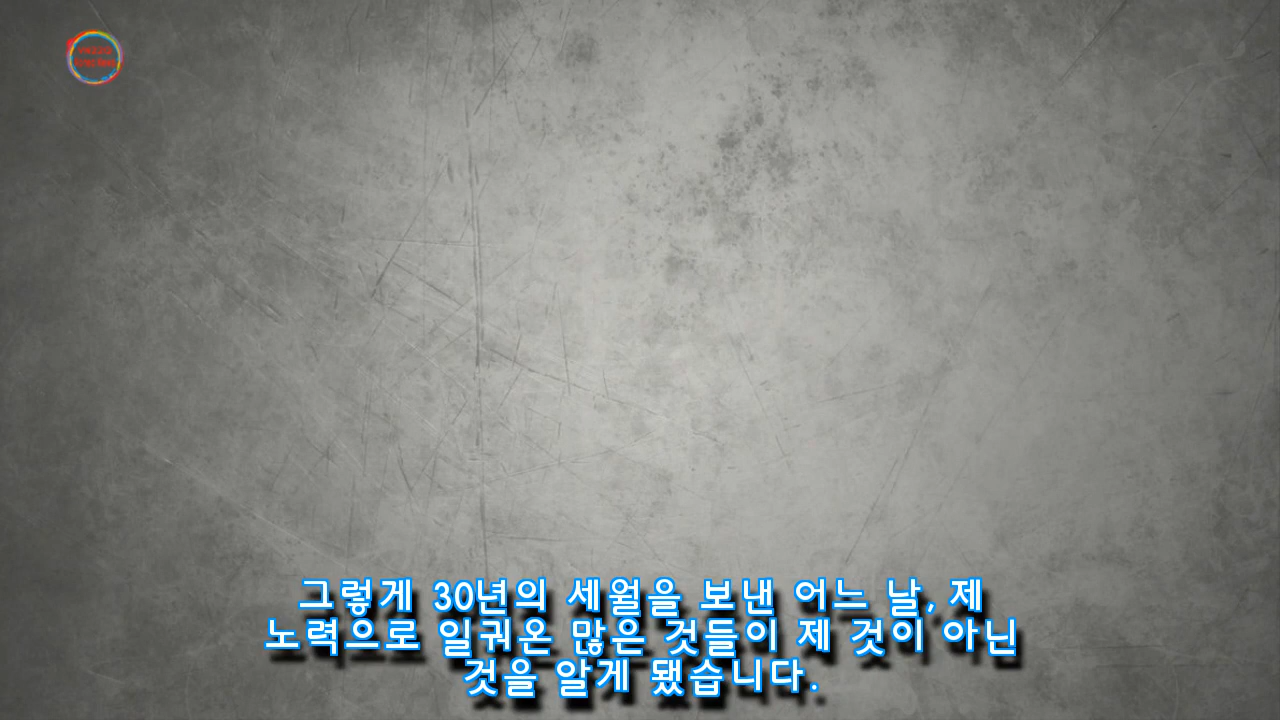 그렇게 30년의 세월을 보낸 어느 날, 제
노력으로 일궈온 많은 것들이 제 것이 아닌
것을 알게 됐습니다.